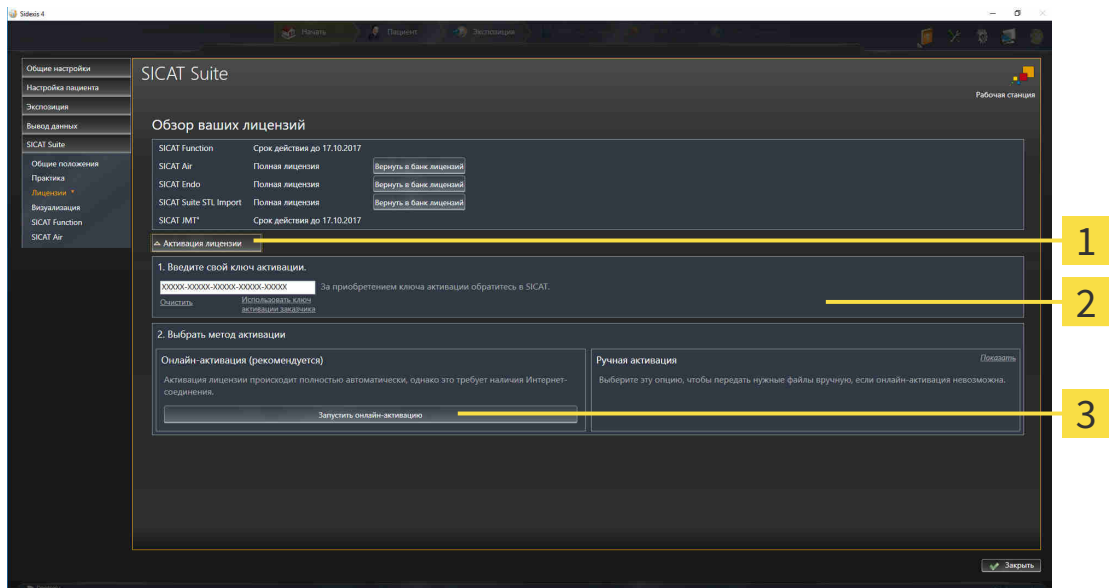 Sidexis 4
Начать
Пациент
Экспозиция
Общие настройки
Настройка пациента
Экспозиция
Вывод данных
SICAT Suite
Общие положения
Практика
Лицензии *
Визуализация
SICAT Function
SICAT Air
SICAT Suite
Рабочая станция
Обзор ваших лицензий
SICAT Function Срок действия до 17.10.2017
SICAT Air Полная лицензия Вернуть в банк лицензий
SICAT Endo Полная лицензия Вернуть в банк лицензий
SICAT Suite STL Import Полная лицензия Вернуть в банк лицензий
SICAT JMT⁺ Срок действия до 17.10.2017
Активация лицензии
1
1. Введите свой ключ активации.
XXXXX-XXXXX-XXXXX-XXXXX-XXXXX За приобретением ключа активации обратитесь в SICAT.
Очистить Использовать ключ
активации заказчика
2
2. Выбрать метод активации
Онлайн-активация (рекомендуется)
Активация лицензии происходит полностью автоматически, однако это требует наличия Интернет-
соединения.
Запустить онлайн-активацию
Ручная активация Показать
Выберите эту опцию, чтобы передать нужные файлы вручную, если онлайн-активация невозможна.
3
Закрыть